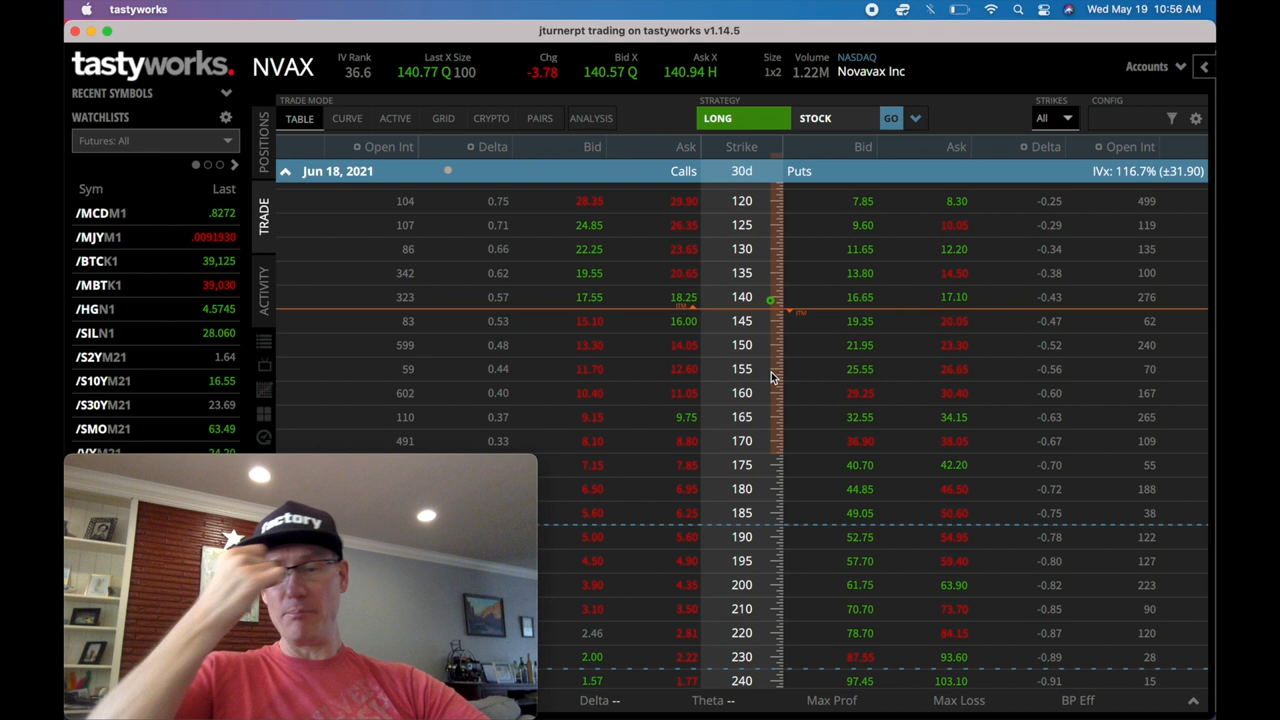 tastyworks
Wed May 19 10:56 AM
jturnerpt trading on tastyworks v1.14.5
tastyworks.
NVAX
IV Rank
36.6
Last X Size
140.77 Q 100
Chg
-3.78
Bid X
140.57 Q
Ask X
140.94 H
Size
1x2
Volume
1.22M
NASDAQ
Novavax Inc
Accounts
RECENT SYMBOLS
WATCHLISTS
Futures: All
Sym Last
/MCDM1 .8272
/MJYM1 .0091930
/BTCK1 39,125
/MBTK1 39,030
/HGN1 4.5745
/SILN1 28.060
/S2YM21 1.64
/S10YM21 16.55
/S30YM21 23.69
/SMOM21 63.49
POSITIONS
TRADE
ACTIVITY
TRADE MODE
TABLE CURVE ACTIVE GRID CRYPTO PAIRS ANALYSIS
STRATEGY
LONG STOCK GO
STRIKES
All
CONFIG
Open Int Delta Bid Ask Strike Bid Ask Delta Open Int
Jun 18, 2021 Calls 30d Puts IVx: 116.7% (±31.90)
104 0.75 28.35 29.90 120 7.85 8.30 -0.25 499
107 0.71 24.85 26.35 125 9.60 10.05 -0.29 119
86 0.66 22.25 23.65 130 11.65 12.20 -0.34 135
342 0.62 19.55 20.65 135 13.80 14.50 -0.38 100
323 0.57 17.55 18.25 140 16.65 17.10 -0.43 276
ITM ITM
83 0.53 15.10 16.00 145 19.35 20.05 -0.47 62
599 0.48 13.30 14.05 150 21.95 23.30 -0.52 240
59 0.44 11.70 12.60 155 25.55 26.65 -0.56 70
602 0.40 10.40 11.05 160 29.25 30.40 -0.60 167
110 0.37 9.15 9.75 165 32.55 34.15 -0.63 265
491 0.33 8.10 8.80 170 36.90 38.05 -0.67 109
7.15 7.85 175 40.70 42.20 -0.70 55
6.50 6.95 180 44.85 46.50 -0.72 188
5.60 6.25 185 49.05 50.60 -0.75 38
5.00 5.60 190 52.75 54.95 -0.78 122
4.50 4.90 195 57.70 59.40 -0.80 127
3.90 4.35 200 61.75 63.90 -0.82 223
3.10 3.50 210 70.70 73.70 -0.85 90
2.46 2.81 220 78.70 84.15 -0.87 120
2.00 2.22 230 87.55 93.60 -0.89 28
1.57 1.77 240 97.45 103.10 -0.91 15
Delta -- Theta -- Max Prof Max Loss BP Eff
factory